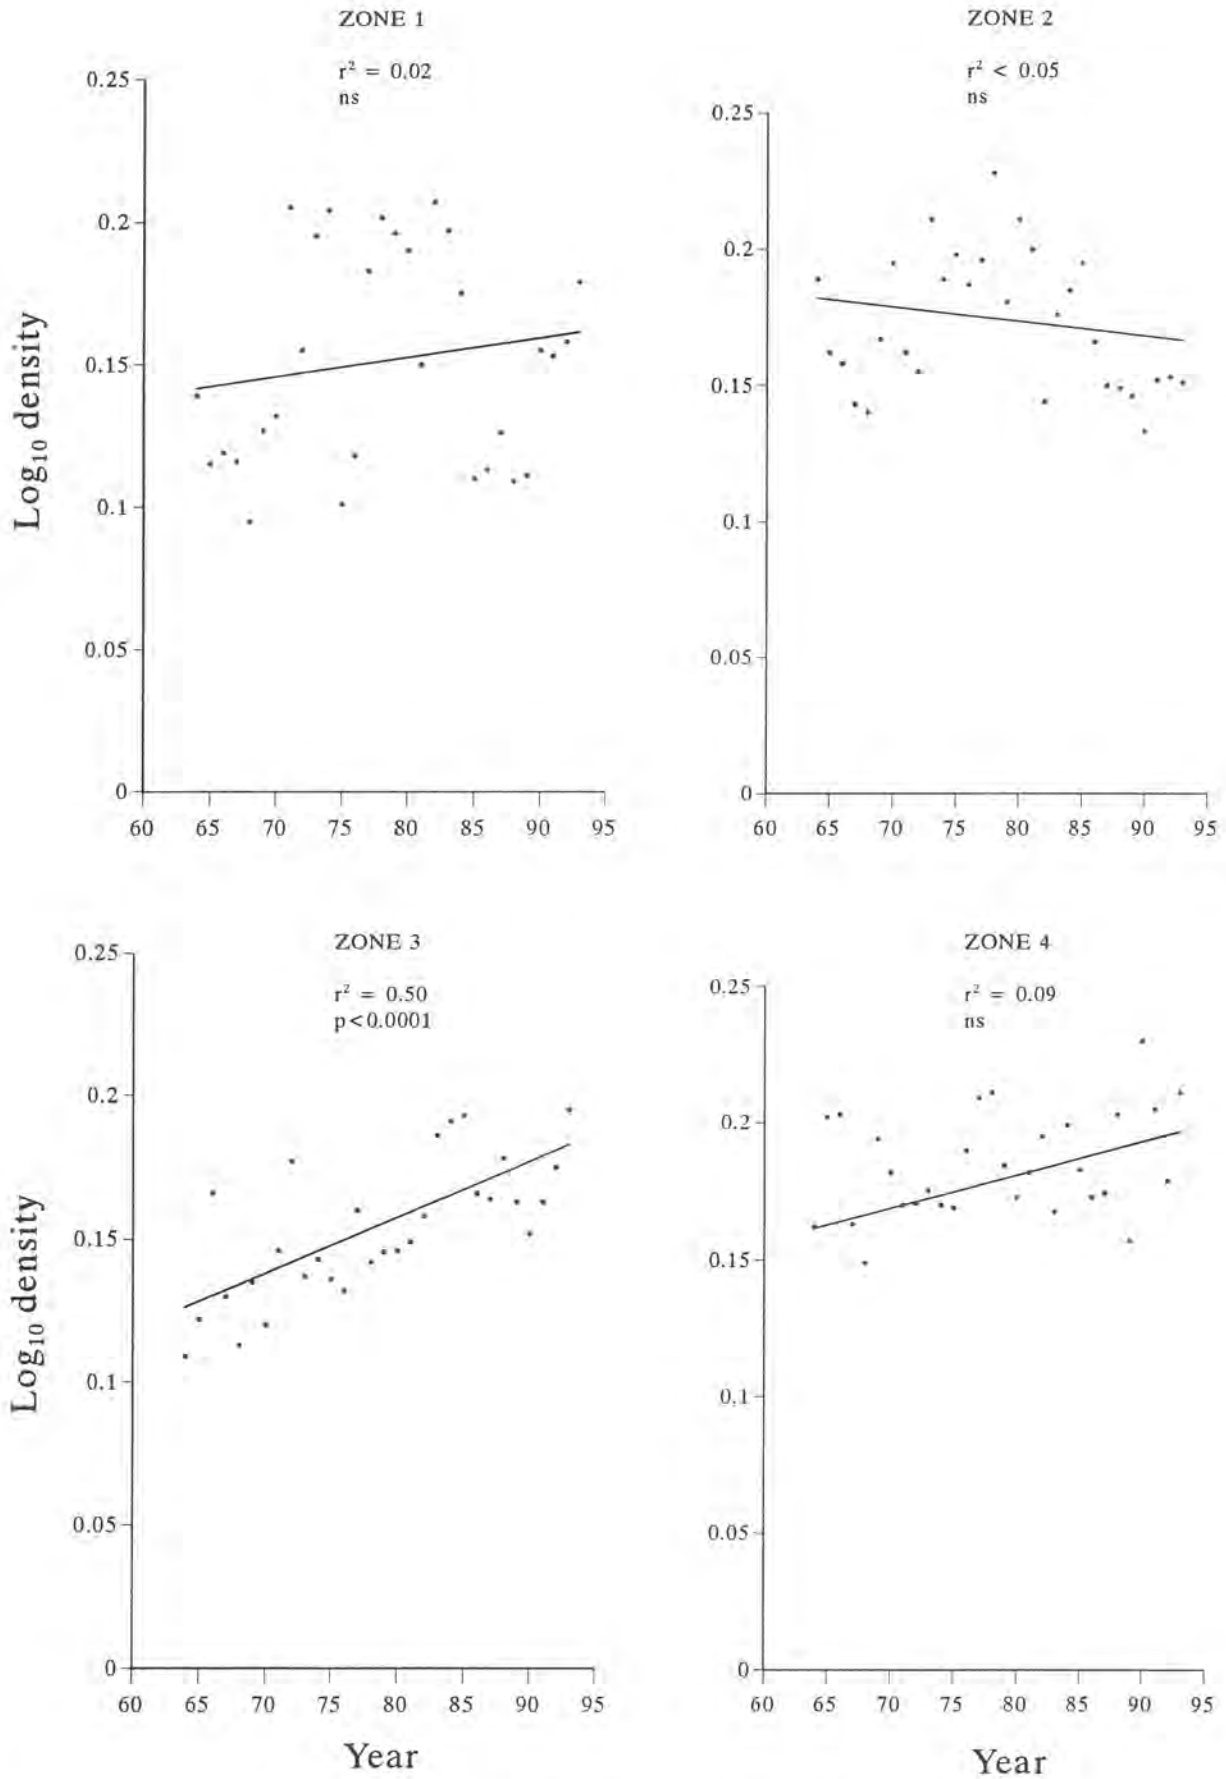 ZONE 1
r² = 0.02
ns
0.25
0.2
0.15
0.1
0.05
0
60 65 70 75 80 85 90 95
Log₁₀ density
ZONE 2
r² < 0.05
ns
0.25
0.2
0.15
0.1
0.05
0
60 65 70 75 80 85 90 95
ZONE 3
r² = 0.50
p<0.0001
0.25
0.2
0.15
0.1
0.05
0
60 65 70 75 80 85 90 95
Log₁₀ density
Year
ZONE 4
r² = 0.09
ns
0.25
0.2
0.15
0.1
0.05
0
60 65 70 75 80 85 90 95
Year